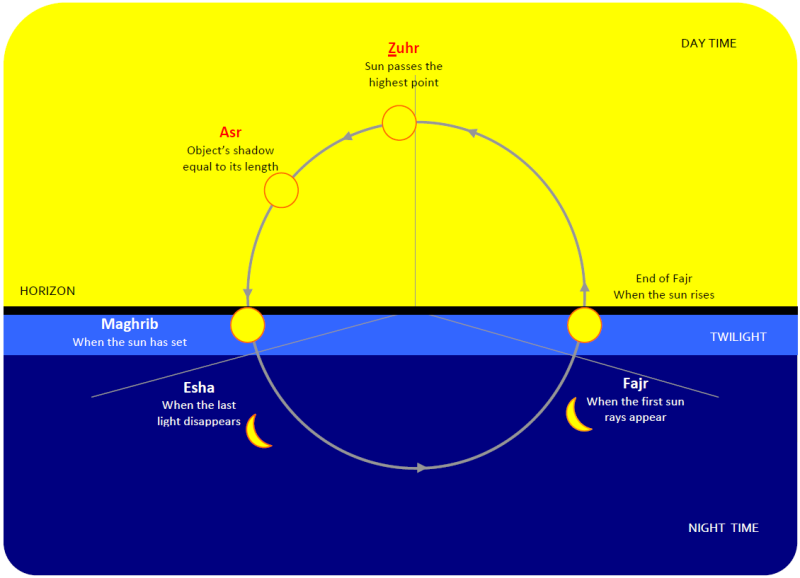 DAY TIME
Zuhr
Sun passes the
highest point
Asr
Object's shadow
equal to its length
HORIZON
End of Fajr
When the sun rises
Maghrib
When the sun has set
TWILIGHT
Esha
When the last
light disappears
Fajr
When the first sun
rays appear
NIGHT TIME